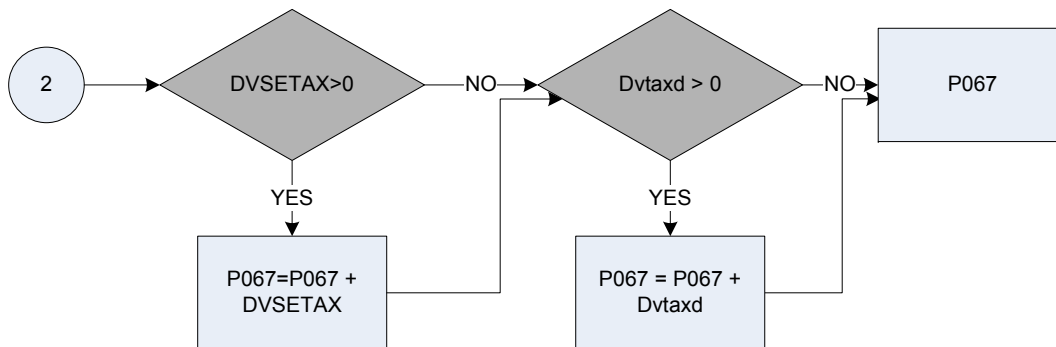 2
DVSETAX>0
NO
Dvtaxd > 0
NO
P067
YES
YES
P067=P067 +
DVSETAX
P067 = P067 +
Dvtaxd